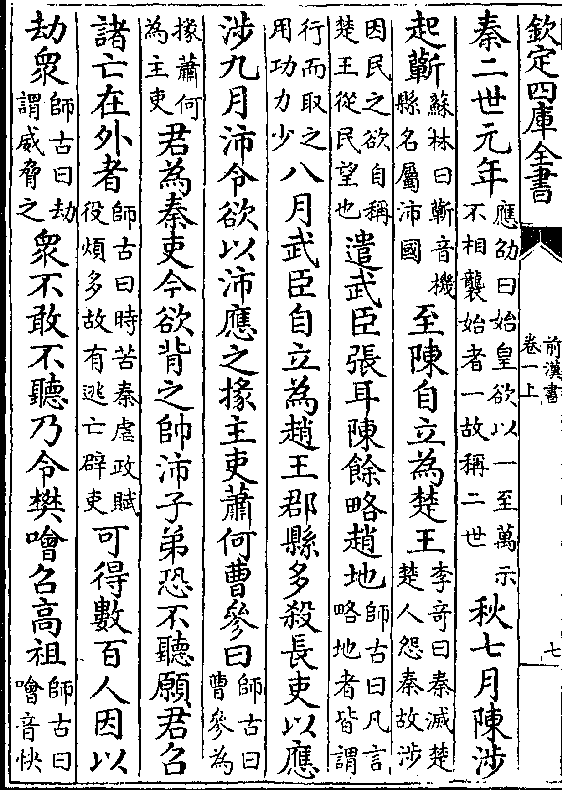 欽定四庫全書
前漢書
卷一上
七
秦二世元年應劭曰始皇欲以一至萬示不相襲始者一故稱二世秋七月陳涉
起蘄蘇林曰蘄音機縣名屬沛國至陳自立為楚王李奇曰秦滅楚楚人怨秦故涉
因民之欲自稱楚王從民望也遣武臣張耳陳餘略趙地師古曰凡言略地者皆謂
行而取之用功力少八月武臣自立為趙王郡縣多殺長吏以應
涉九月沛令欲以沛應之掾主吏蕭何曹參曰師古曰曹參為
掾蕭何為主吏君為秦吏今欲背之帥沛子弟恐不聽願君召
諸亡在外者師古曰時苦秦虐政賦役煩多故有逃亡辟吏可得數百人因以
劫衆師古曰劫謂威脅之衆不敢不聽乃令樊噲召高祖師古曰噲音快